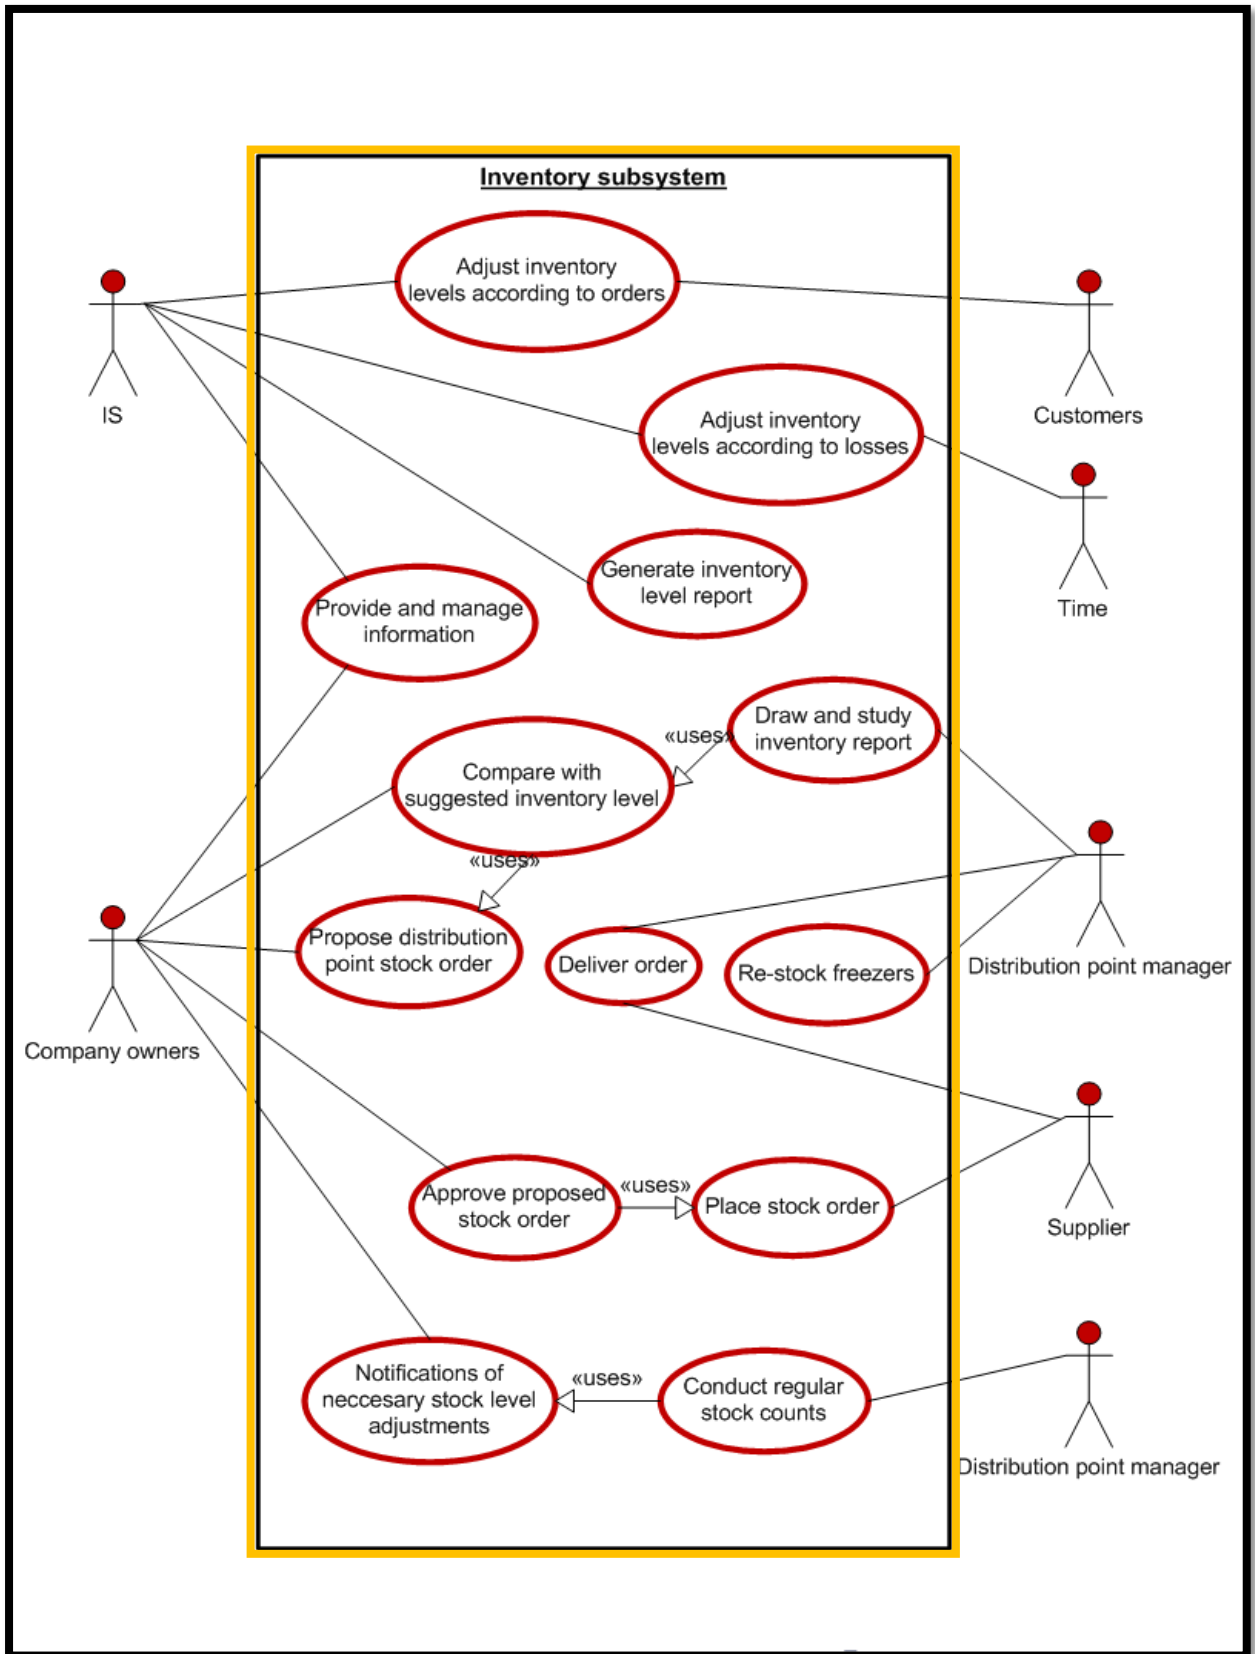 Inventory subsystem
Adjust inventory
levels according to orders
IS
Customers
Adjust inventory
levels according to losses
Time
Generate inventory
level report
Provide and manage
information
Draw and study
inventory report
«uses»
Compare with
suggested inventory level
«uses»
Propose distribution
point stock order
Deliver order
Re-stock freezers
Distribution point manager
Company owners
Approve proposed
stock order
«uses»
Place stock order
Supplier
Notifications of
neccesary stock level
adjustments
«uses»
Conduct regular
stock counts
Distribution point manager